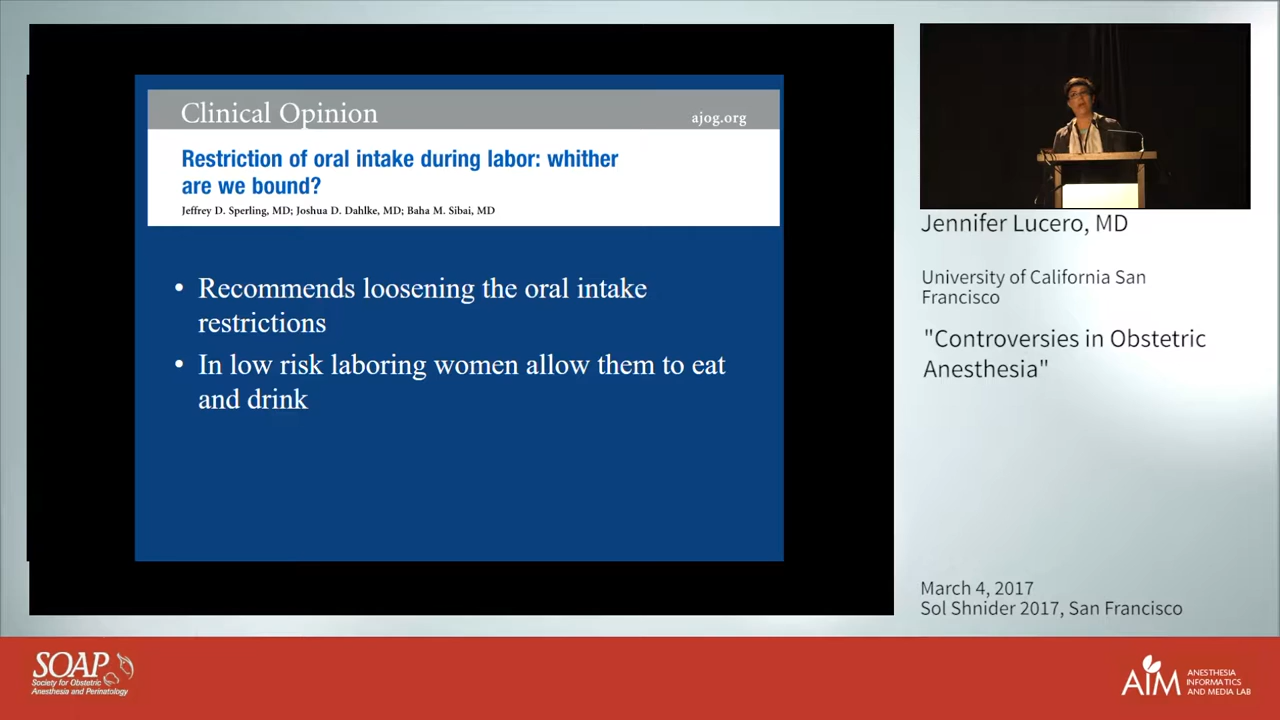 Clinical Opinion
ajog.org
Restriction of oral intake during labor: whither
are we bound?
Jeffrey D. Sperling, MD; Joshua D. Dahlke, MD; Baha M. Sibai, MD
• Recommends loosening the oral intake
restrictions
• In low risk laboring women allow them to eat
and drink
Jennifer Lucero, MD
University of California San
Francisco
"Controversies in Obstetric
Anesthesia"
March 4, 2017
Sol Shnider 2017, San Francisco
SOAP
Society for Obstetric
Anesthesia and Perinatology
AIM
ANESTHESIA
INFORMATICS
AND MEDIA LAB